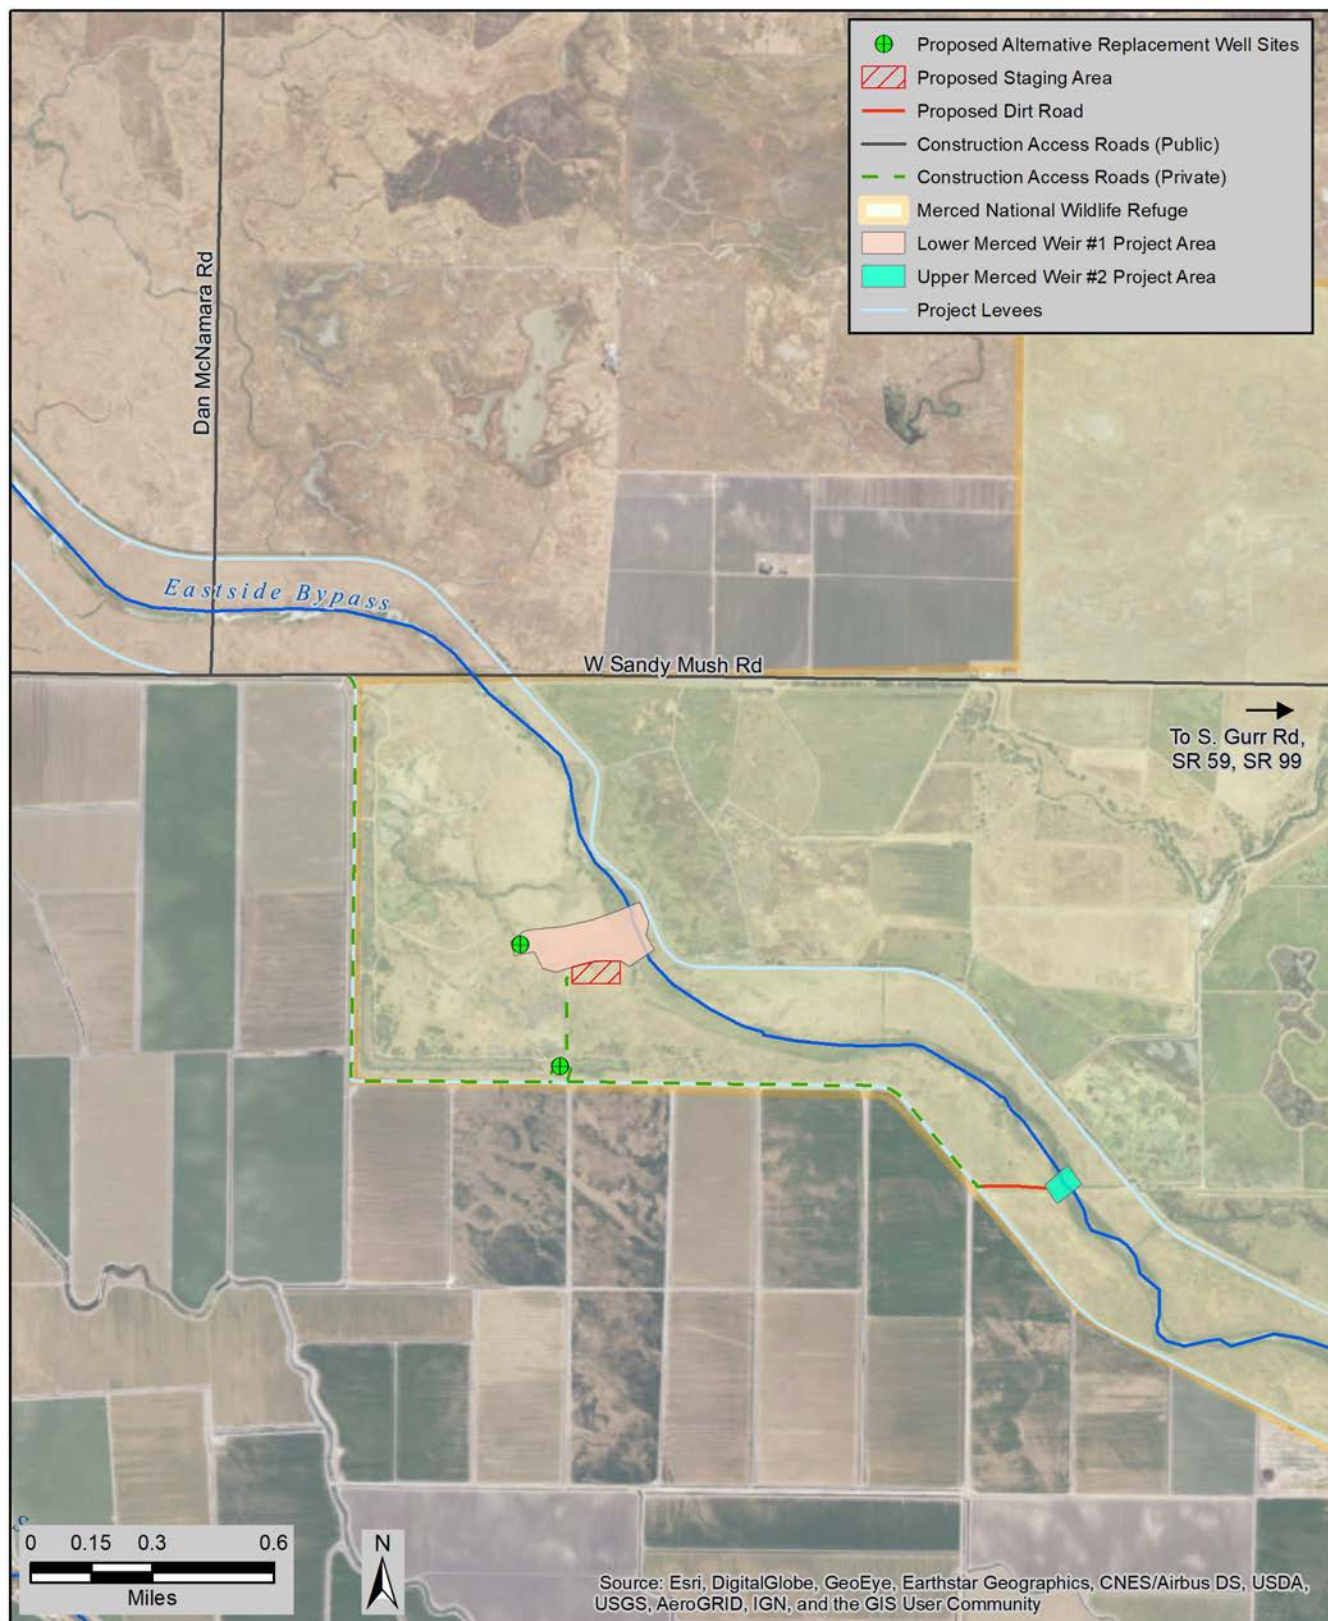 Proposed Alternative Replacement Well Sites
Proposed Staging Area
Proposed Dirt Road
Construction Access Roads (Public)
Construction Access Roads (Private)
Merced National Wildlife Refuge
Lower Merced Weir #1 Project Area
Upper Merced Weir #2 Project Area
Project Levees
Dan McNamara Rd
Eastside Bypass
W Sandy Mush Rd
To S. Gurr Rd,
SR 59, SR 99
0 0.15 0.3 0.6
Miles
N
Source: Esri, DigitalGlobe, GeoEye, Earthstar Geographics, CNES/Airbus DS, USDA,
USGS, AeroGRID, IGN, and the GIS User Community